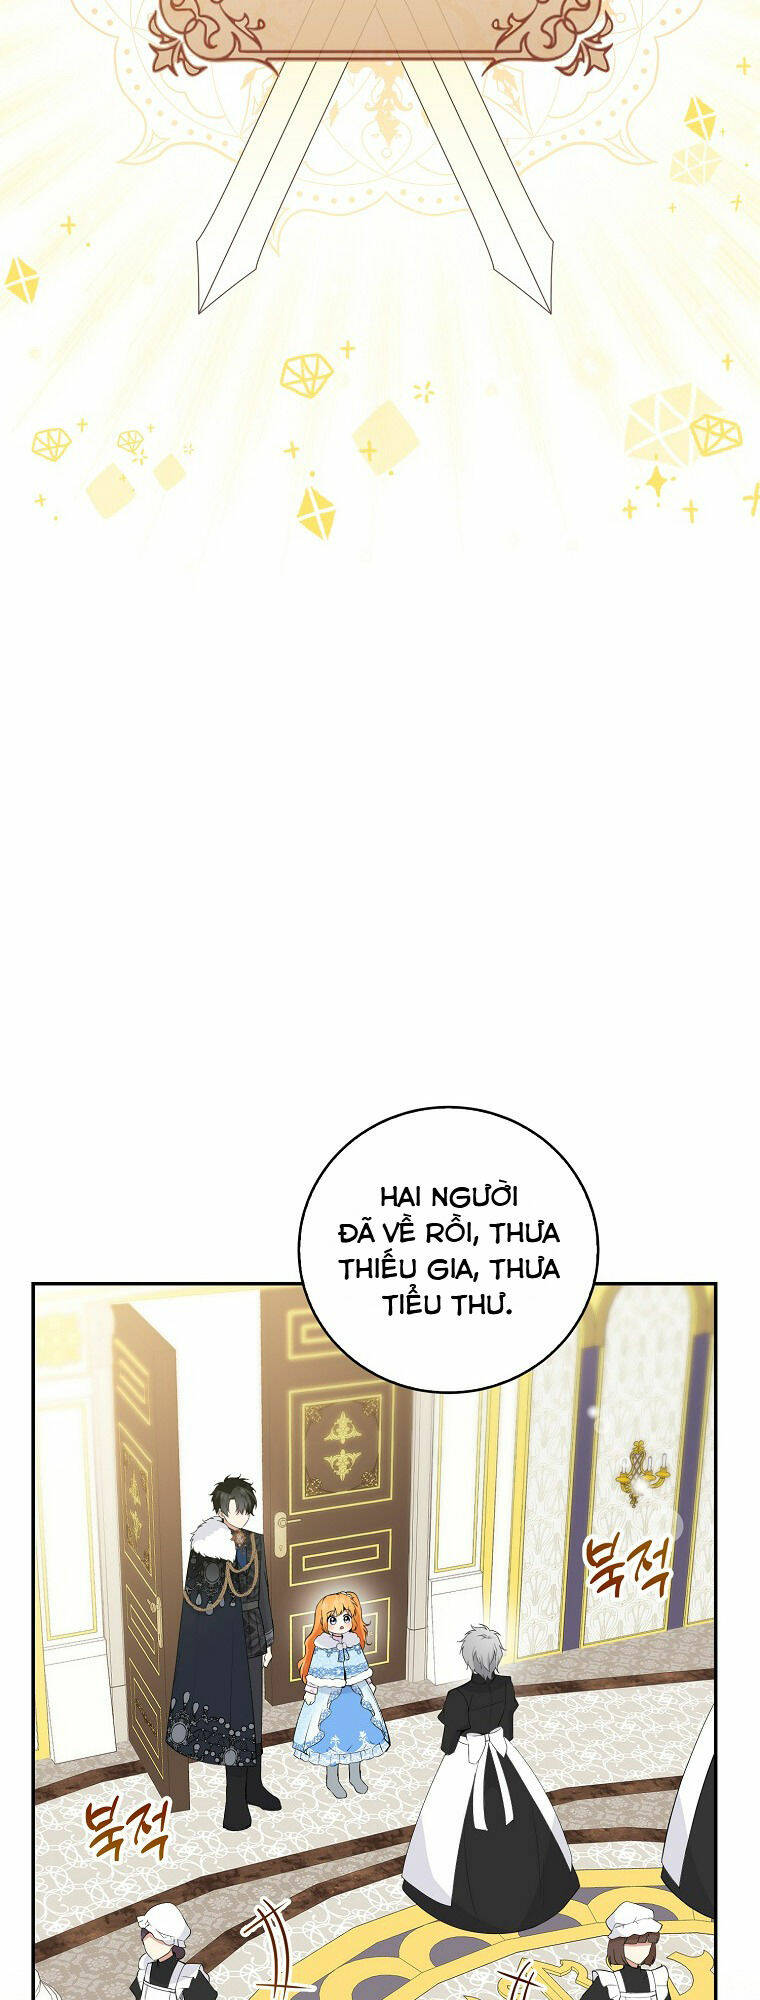 HAI NGƯỜI
ĐÃ VỀ RỒI, THƯA
THIẾU GIA, THƯA
TIỂU THƯ.
북적
북적